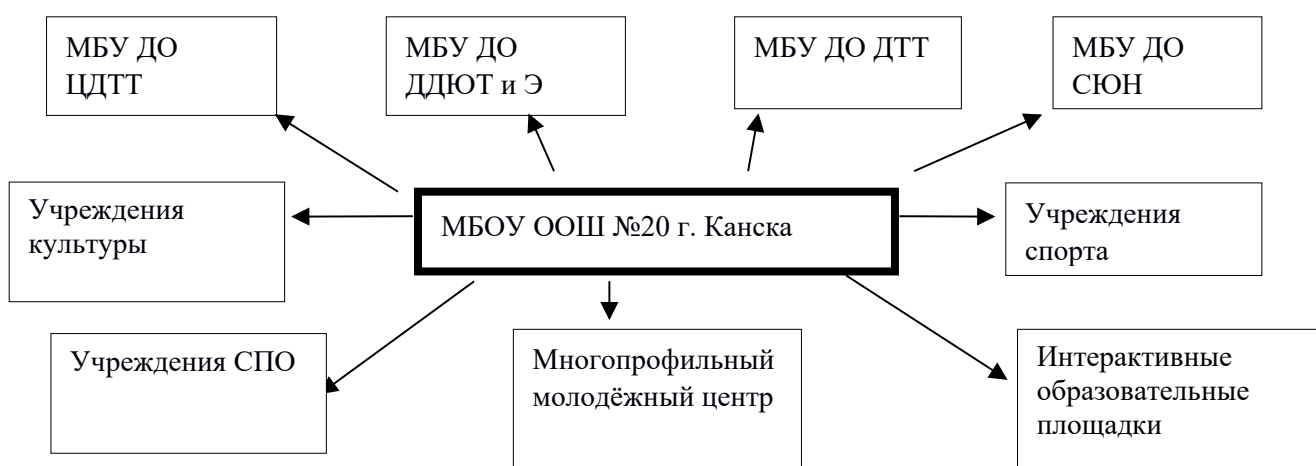 МБУ ДО
ЦДТТ
МБУ ДО
ДДЮТ и Э
МБУ ДО ДТТ
МБУ ДО
СЮН
Учреждения
культуры
МБОУ ООШ №20 г. Канска
Учреждения
спорта
Учреждения СПО
Многопрофильный
молодёжный центр
Интерактивные
образовательные
площадки